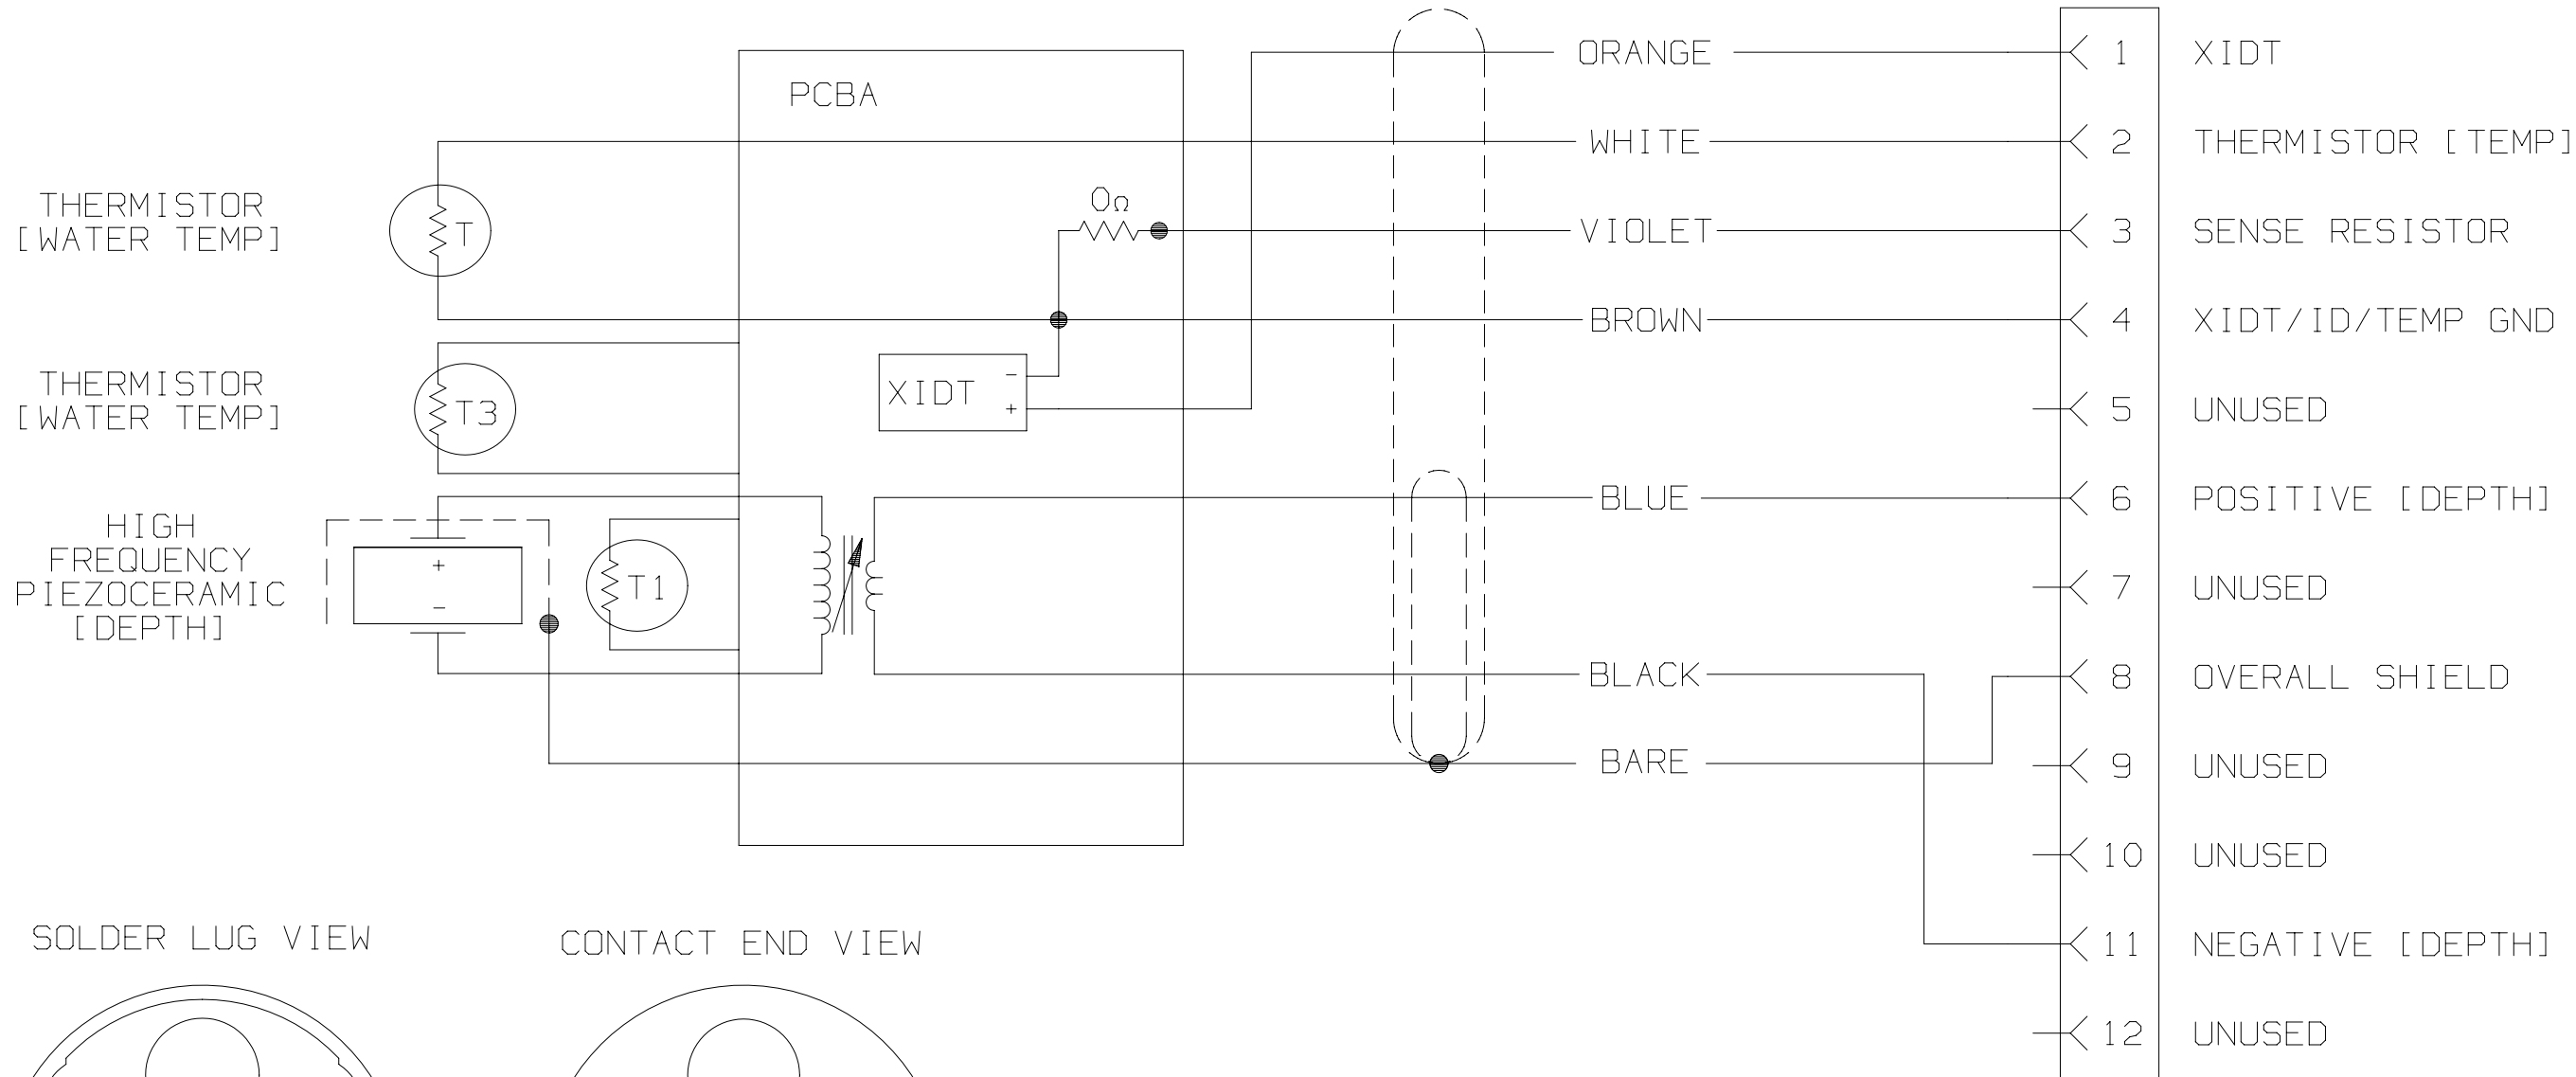 PCBA
ORANGE
1 XIDT
WHITE
2 THERMISTOR [TEMP]
THERMISTOR
[WATER TEMP]
T
0Ω
VIOLET
3 SENSE RESISTOR
BROWN
4 XIDT/ID/TEMP GND
THERMISTOR
[WATER TEMP]
T3
XIDT
-
+
5 UNUSED
HIGH
FREQUENCY
PIEZOCERAMIC
[DEPTH]
+
-
T1
BLUE
6 POSITIVE [DEPTH]
7 UNUSED
BLACK
8 OVERALL SHIELD
BARE
9 UNUSED
10 UNUSED
11 NEGATIVE [DEPTH]
12 UNUSED
SOLDER LUG VIEW
CONTACT END VIEW